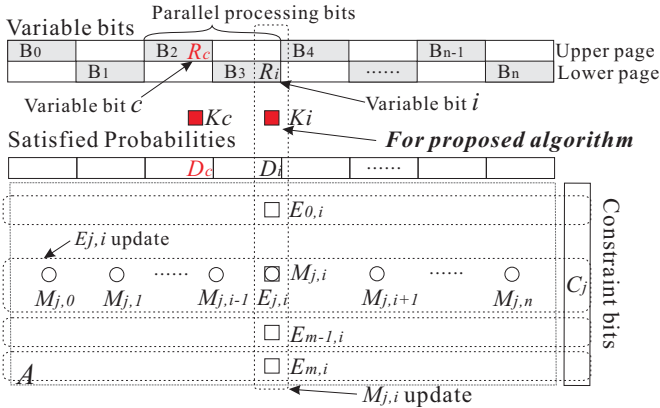 Parallel processing bits
Variable bits
B0 B2 Rc B4 Bn-1 Upper page
B1 B3 Ri ...... Bn Lower page
Variable bit c Variable bit i
Kc Ki
Satisfied Probabilities For proposed algorithm
Dc Di ......
E0,i
Ej,i update
...... Mj,i ......
Mj,0 Mj,1 Mj,i-1 Ej,i Mj,i+1 Mj,n
Cj
Constraint bits
Em-1,i
Em,i
A
Mj,i update